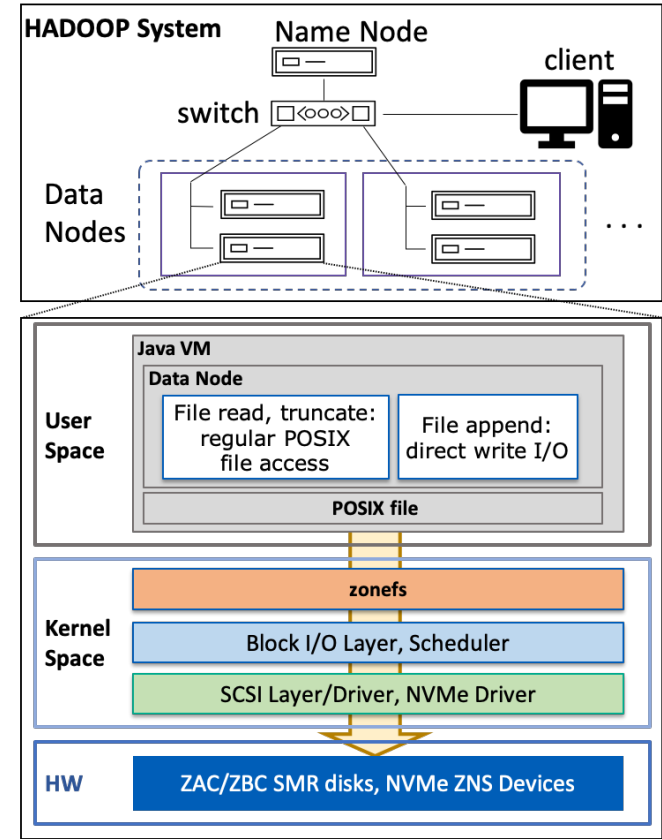 HADOOP System
Name Node
client
switch
Data
Nodes
. . .
Java VM
Data Node
File read, truncate:
regular POSIX
file access
File append:
direct write I/O
User
Space
POSIX file
zonefs
Kernel
Space
Block I/O Layer, Scheduler
SCSI Layer/Driver, NVMe Driver
HW
ZAC/ZBC SMR disks, NVMe ZNS Devices